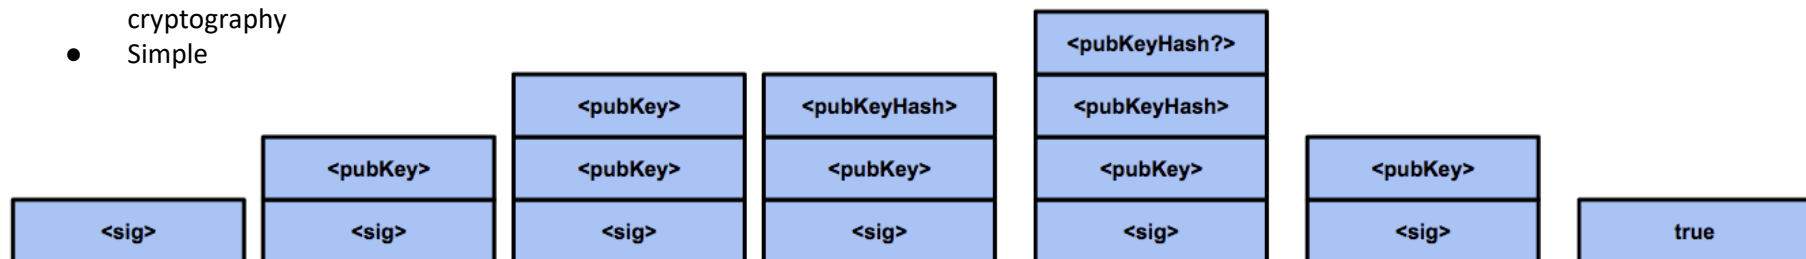 cryptography
● Simple
<pubKeyHash?>
<pubKey> <pubKeyHash> <pubKeyHash>
<pubKey> <pubKey> <pubKey> <pubKey> <pubKey>
<sig> <sig> <sig> <sig> <sig> <sig> true